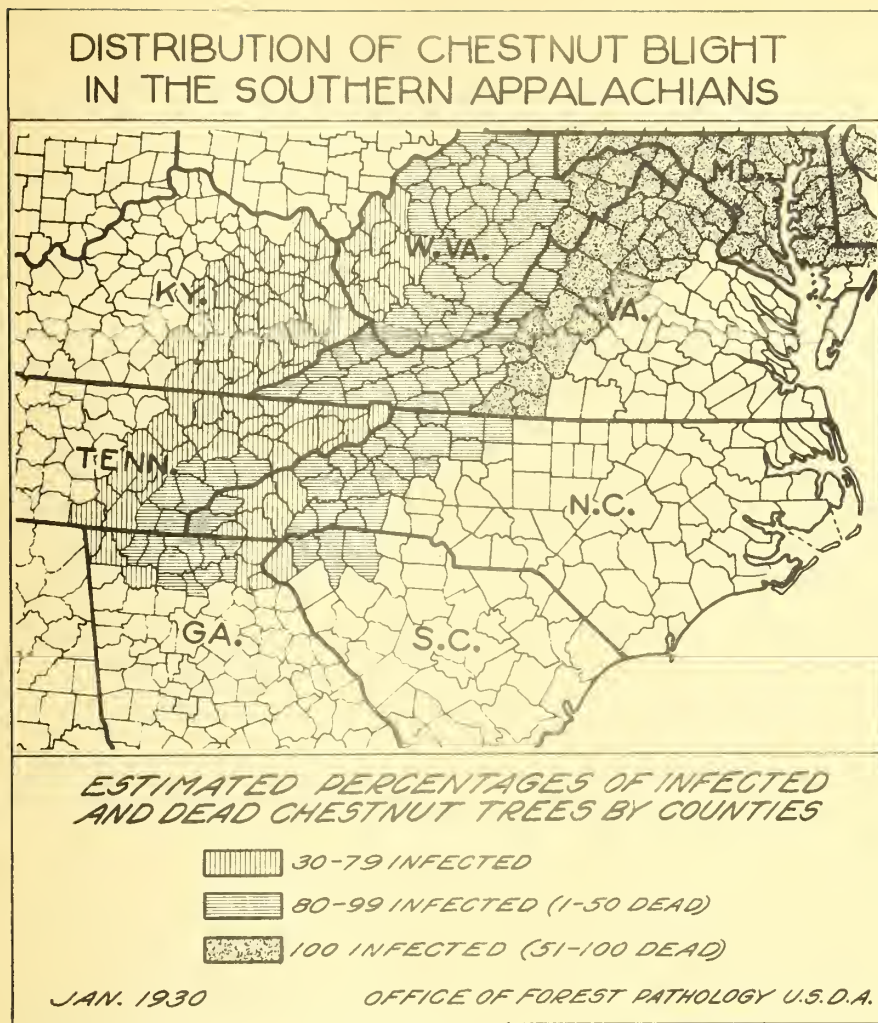 DISTRIBUTION OF CHESTNUT BLIGHT
IN THE SOUTHERN APPALACHIANS
MD.
W.VA.
KY.
VA.
TENN.
N.C.
GA.
S.C.
ESTIMATED PERCENTAGES OF INFECTED
AND DEAD CHESTNUT TREES BY COUNTIES
30-79 INFECTED
80-99 INFECTED (1-50 DEAD)
100 INFECTED (51-100 DEAD)
JAN. 1930 OFFICE OF FOREST PATHOLOGY U.S.D.A.